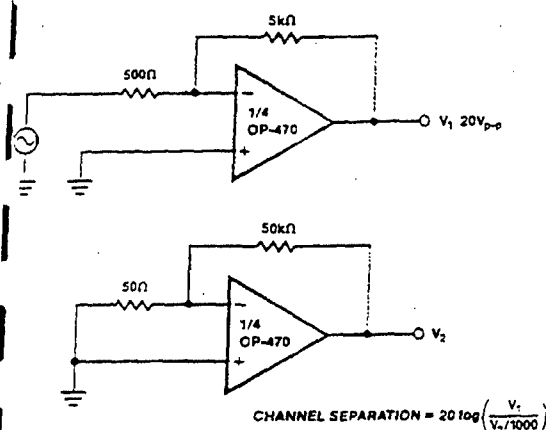 5kΩ
500Ω
−
1/4
OP-470
+
V₁ 20Vp-p
50kΩ
50Ω
−
1/4
OP-470
+
V₂
CHANNEL SEPARATION = 20 log(V₁ / V₂/1000)